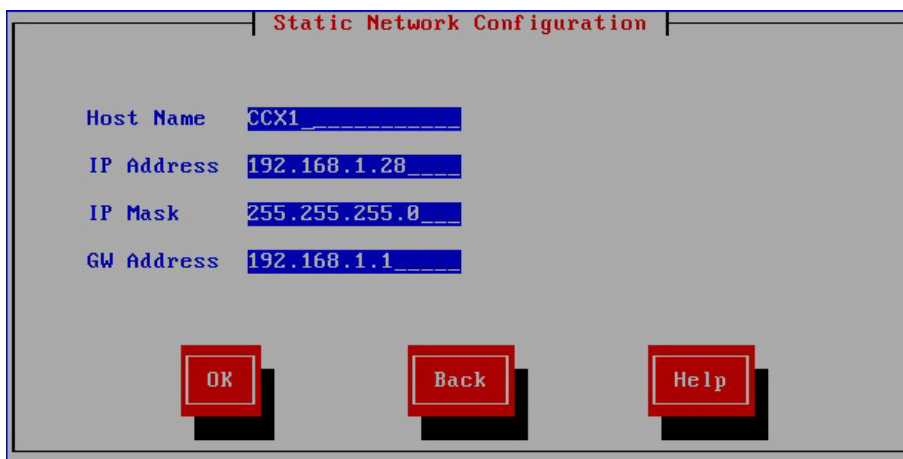 Static Network Configuration
Host Name CCX1_____________
IP Address 192.168.1.28____
IP Mask 255.255.255.0___
GW Address 192.168.1.1_____
OK Back Help